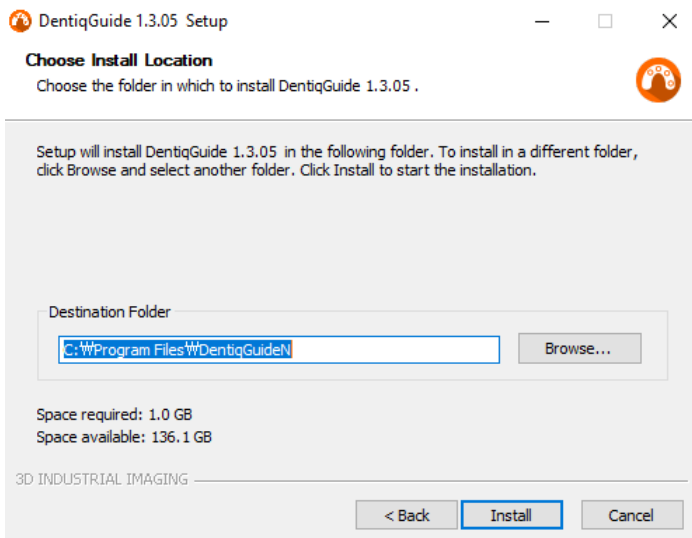 DentiqGuide 1.3.05 Setup
Choose Install Location
Choose the folder in which to install DentiqGuide 1.3.05 .
Setup will install DentiqGuide 1.3.05 in the following folder. To install in a different folder,
click Browse and select another folder. Click Install to start the installation.
Destination Folder
C:₩Program Files₩DentiqGuideN
Browse...
Space required: 1.0 GB
Space available: 136.1 GB
3D INDUSTRIAL IMAGING
< Back
Install
Cancel